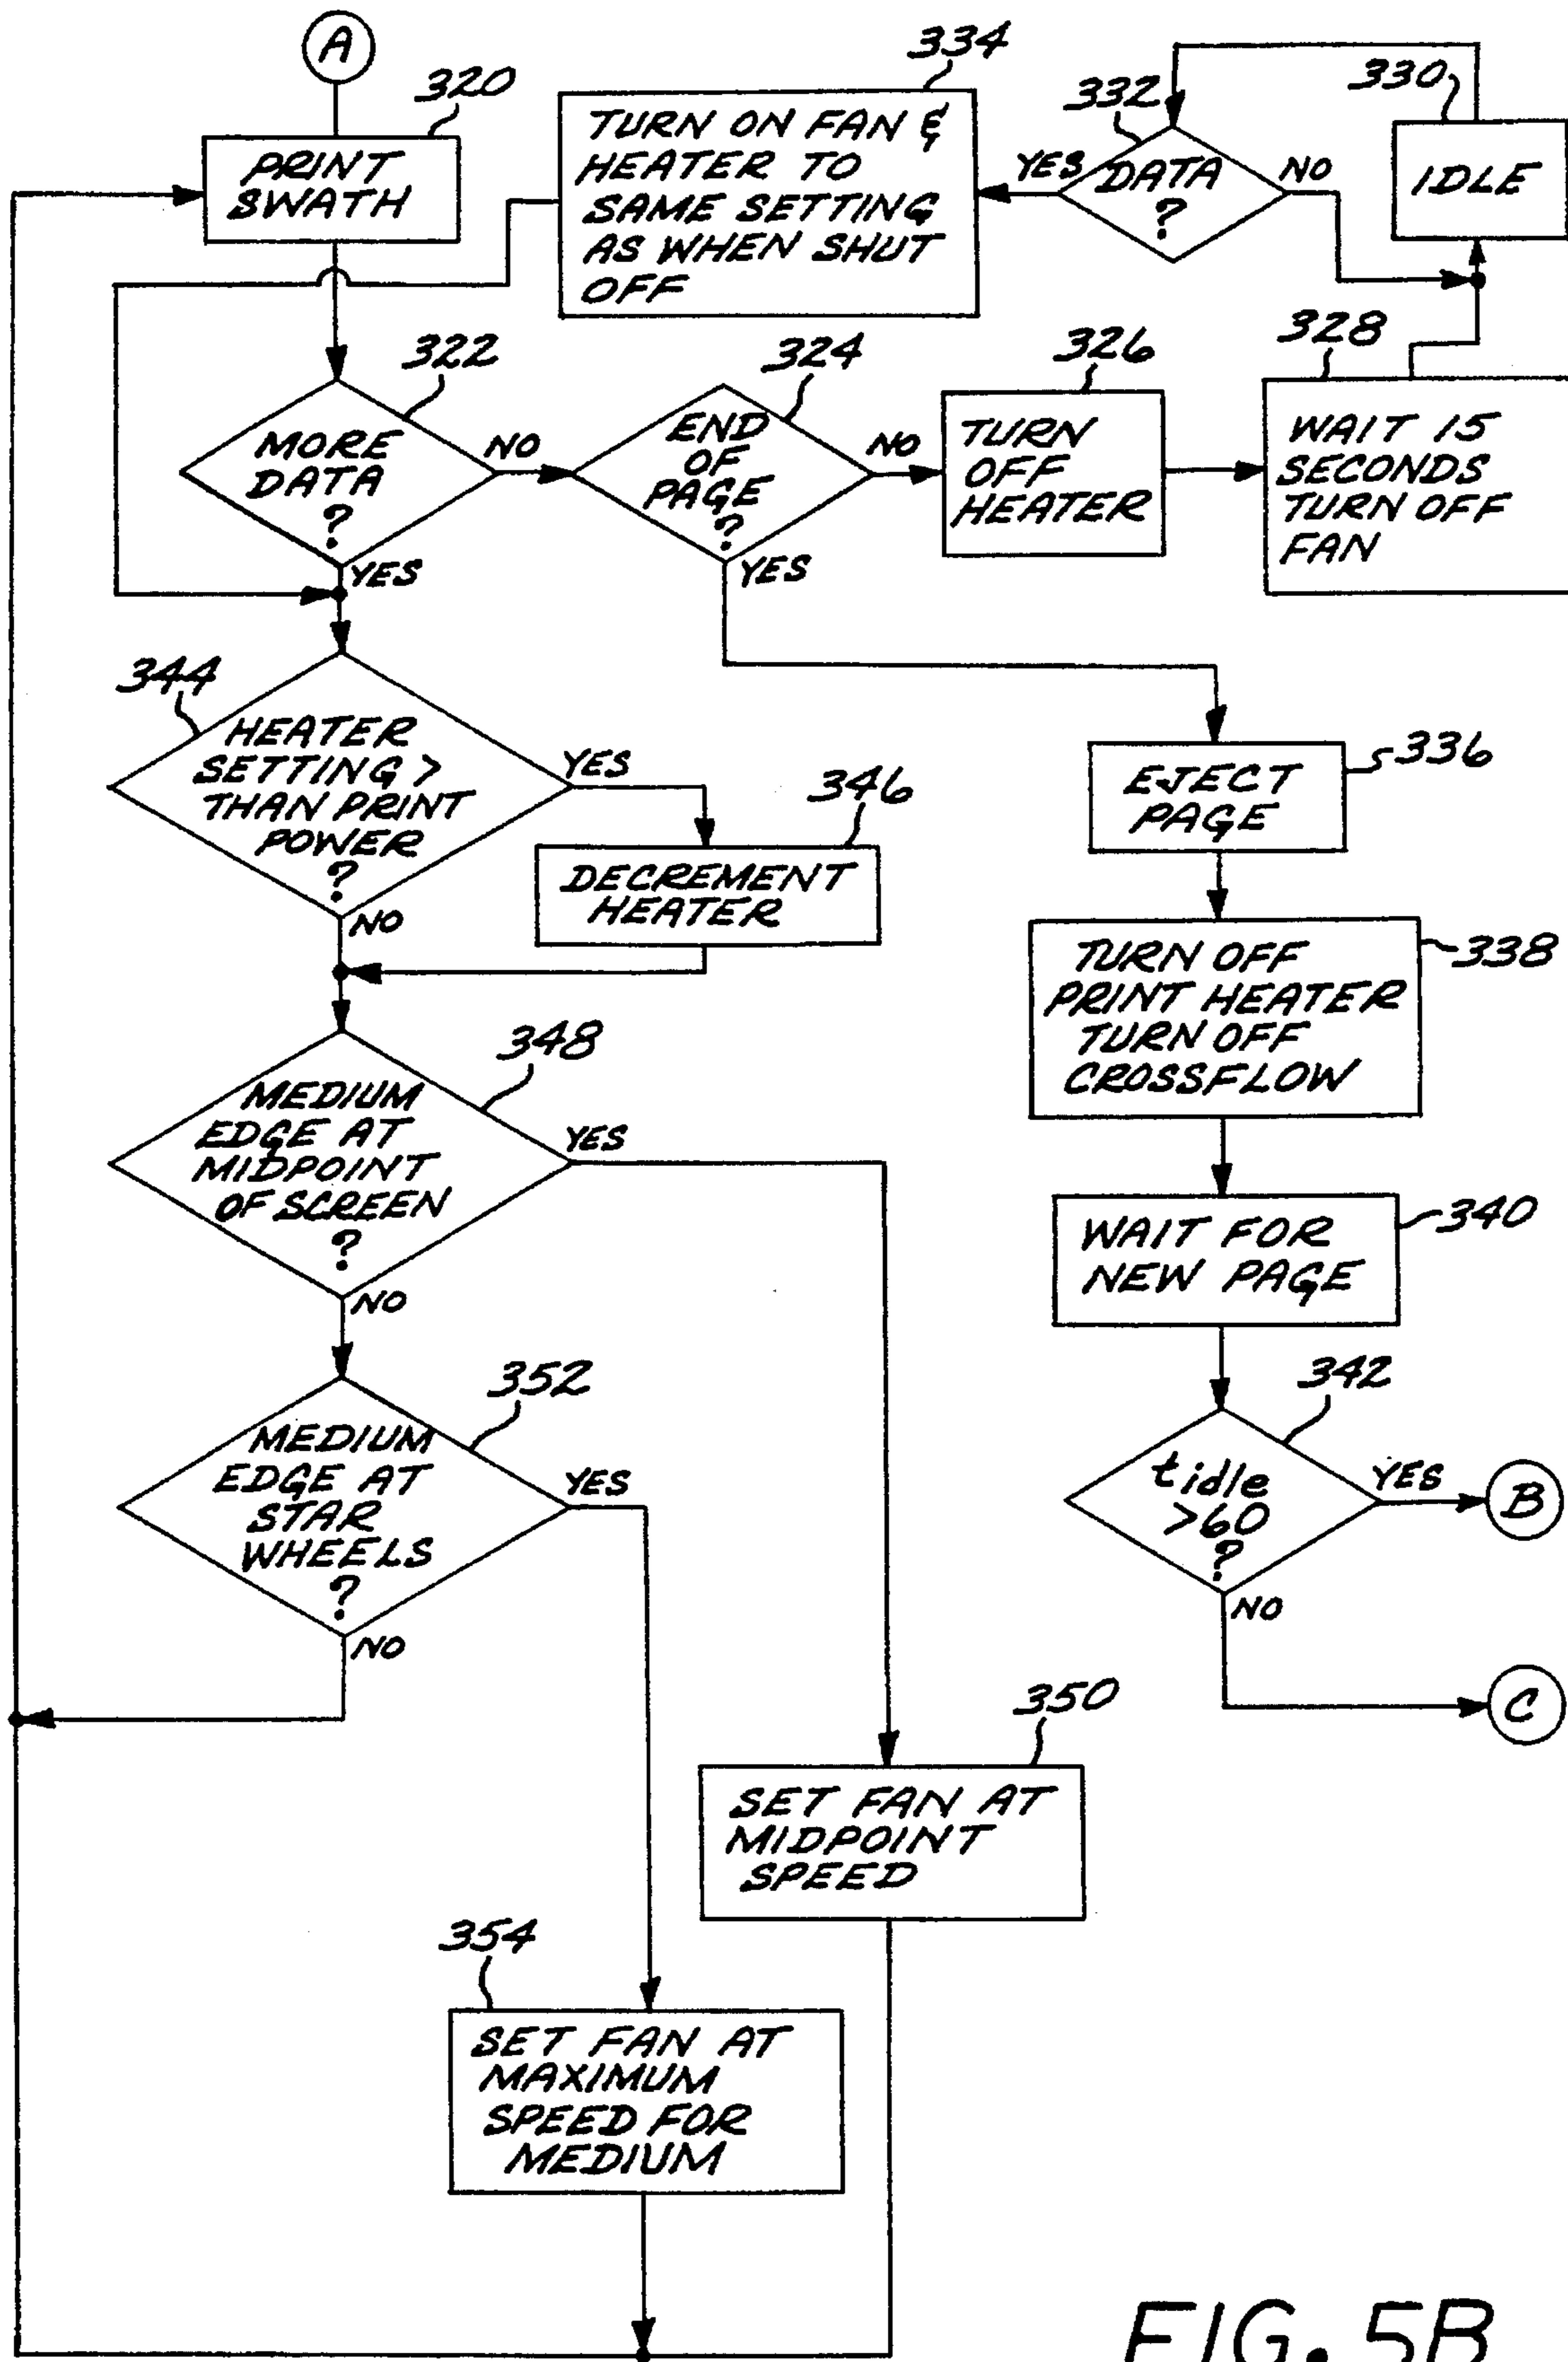 A
320
PRINT
SWATH
334
TURN ON FAN &
HEATER TO
SAME SETTING
AS WHEN SHUT
OFF
332
DATA
?
YES
NO
330
IDLE
322
MORE
DATA
?
NO
YES
324
END
OF
PAGE
?
NO
YES
326
TURN
OFF
HEATER
328
WAIT 15
SECONDS
TURN OFF
FAN
344
HEATER
SETTING >
THAN PRINT
POWER
?
YES
NO
346
DECREMENT
HEATER
336
EJECT
PAGE
338
TURN OFF
PRINT HEATER
TURN OFF
CROSSFLOW
348
MEDIUM
EDGE AT
MIDPOINT
OF SCREEN
?
YES
NO
340
WAIT FOR
NEW PAGE
352
MEDIUM
EDGE AT
STAR
WHEELS
?
YES
NO
342
tidle
>60
?
YES
B
NO
C
350
SET FAN AT
MIDPOINT
SPEED
354
SET FAN AT
MAXIMUM
SPEED FOR
MEDIUM
FIG. 5B